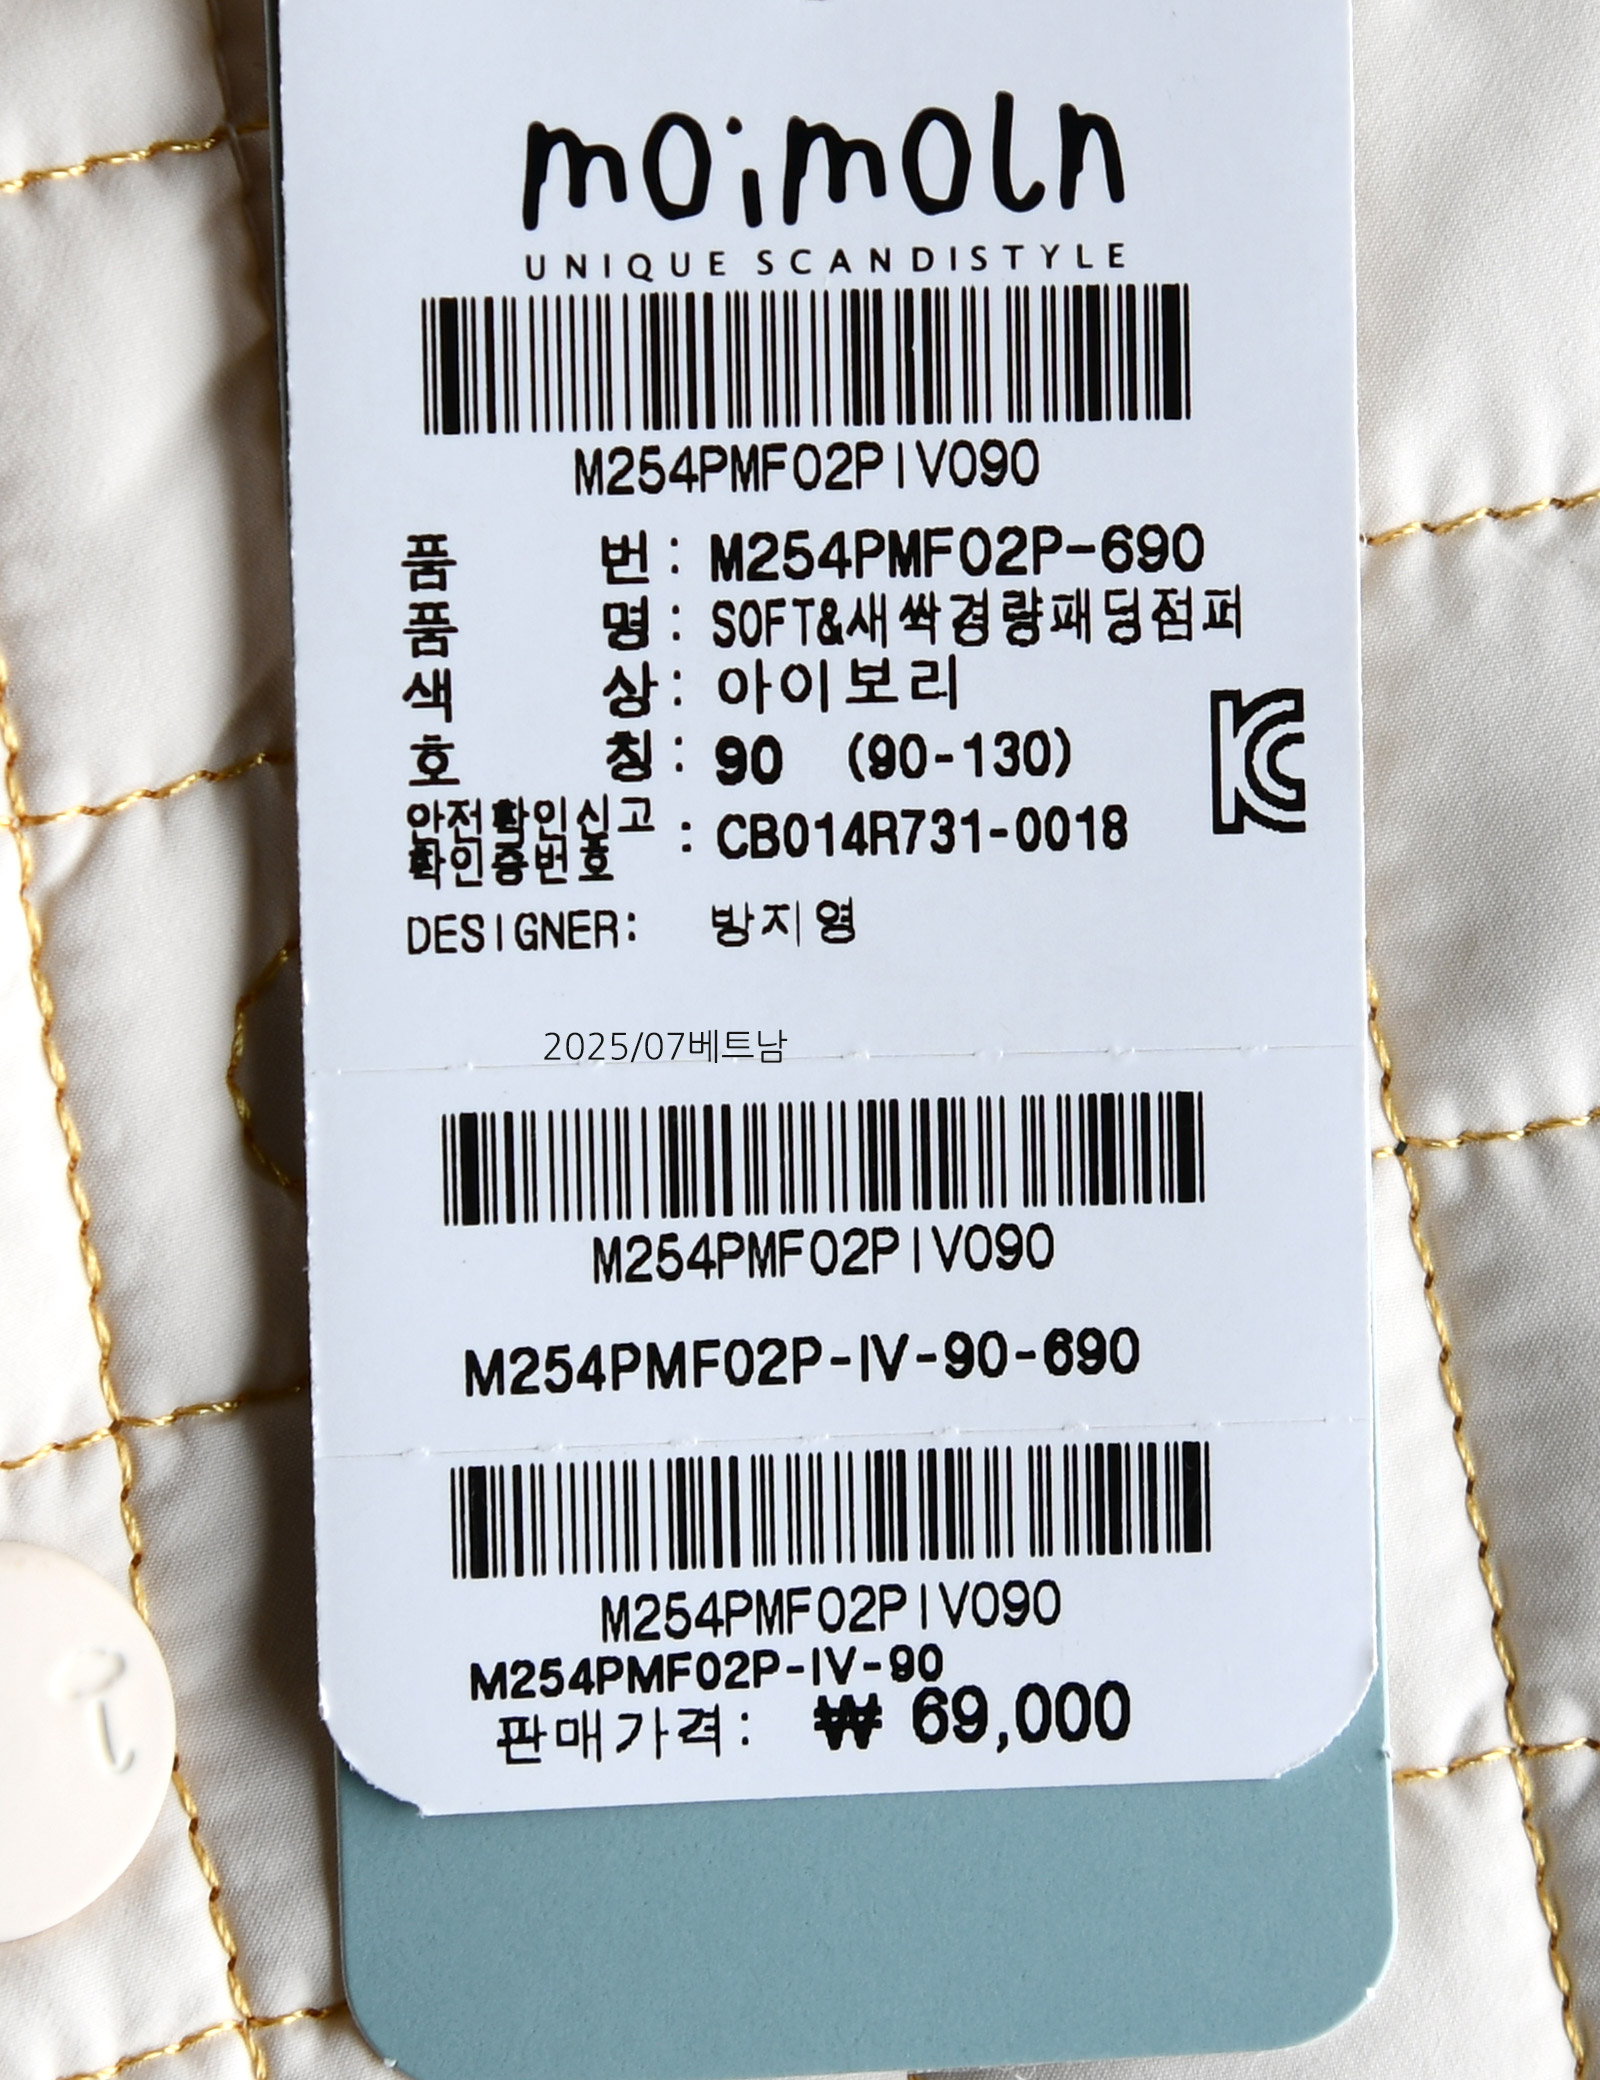 moimoln
UNIQUE SCANDISTYLE
M254PMF02PIV090
품 번 : M254PMF02P-690
품 명 : SOFT&새싹경량패딩점퍼
색 상 : 아이보리
호 칭 : 90 (90-130)
안전확인신고
확인증번호 : CB014R731-0018
DESIGNER: 방지영
KC
2025/07베트남
M254PMF02PIV090
M254PMF02P-IV-90-690
M254PMF02PIV090
M254PMF02P-IV-90
판매가격: ₩ 69,000